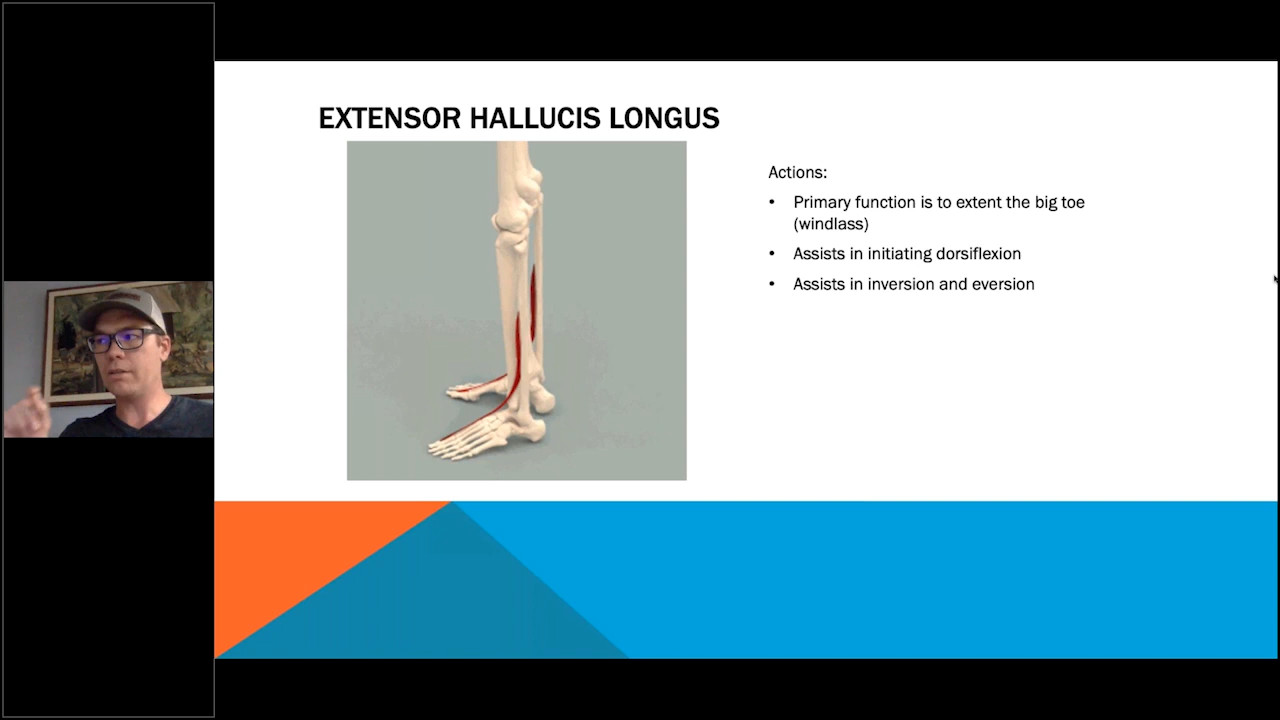 EXTENSOR HALLUCIS LONGUS
Actions:
• Primary function is to extent the big toe
(windlass)
• Assists in initiating dorsiflexion
• Assists in inversion and eversion